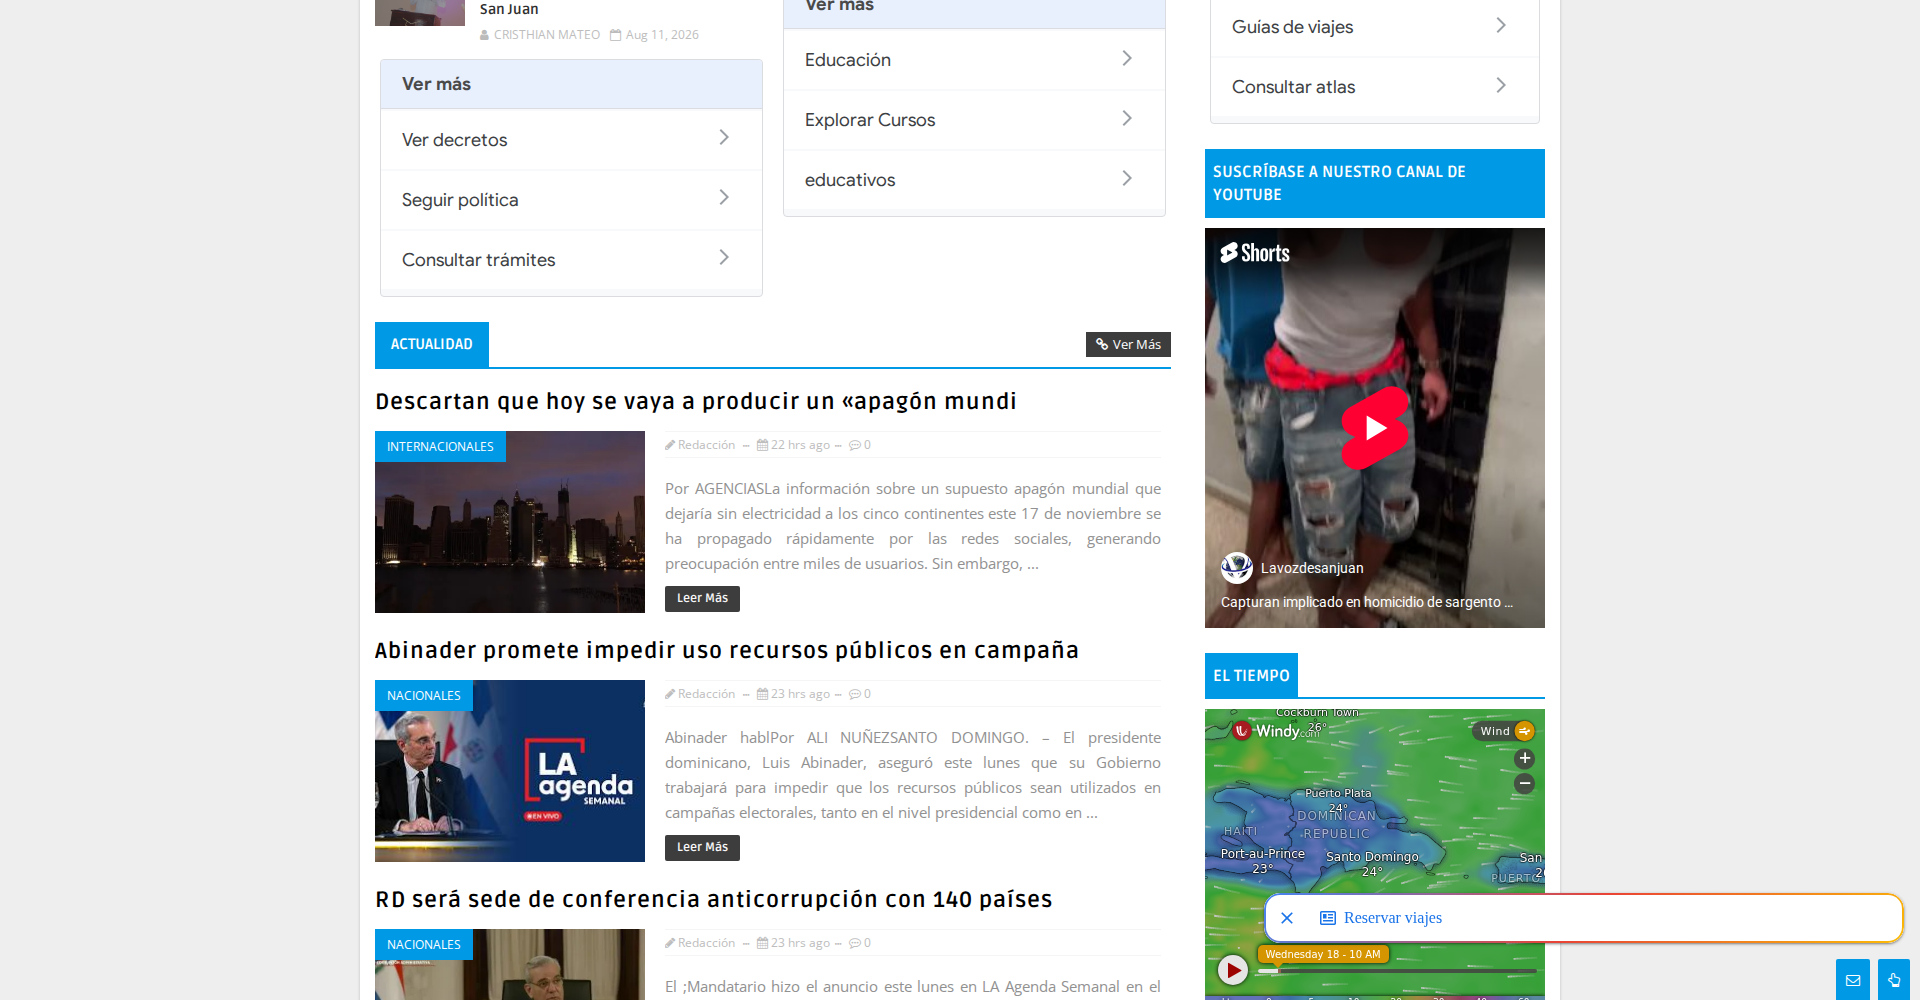 San Juan
CRISTHIAN MATEO Aug 11, 2026
Ver más
Ver decretos
Seguir política
Consultar trámites
Ver más
Educación
Explorar Cursos
educativos
ACTUALIDAD
Ver Más
Descartan que hoy se vaya a producir un «apagón mundi
INTERNACIONALES
Redacción – 22 hrs ago – 0
Por AGENCIASLa información sobre un supuesto apagón mundial que
dejaría sin electricidad a los cinco continentes este 17 de noviembre se
ha propagado rápidamente por las redes sociales, generando
preocupación entre miles de usuarios. Sin embargo, ...
Leer Más
Abinader promete impedir uso recursos públicos en campaña
NACIONALES
LA
agenda
SEMANAL
EN VIVO
Redacción – 23 hrs ago – 0
Abinader hablPor ALI NUÑEZSANTO DOMINGO. – El presidente
dominicano, Luis Abinader, aseguró este lunes que su Gobierno
trabajará para impedir que los recursos públicos sean utilizados en
campañas electorales, tanto en el nivel presidencial como en ...
Leer Más
RD será sede de conferencia anticorrupción con 140 países
NACIONALES
Redacción – 23 hrs ago – 0
El ;Mandatario hizo el anuncio este lunes en LA Agenda Semanal en el
Guías de viajes
Consultar atlas
SUSCRÍBASE A NUESTRO CANAL DE
YOUTUBE
Shorts
Lavozdesanjuan
Capturan implicado en homicidio de sargento ...
EL TIEMPO
Cockburn Town
26°
Windy.com
Wind
+
−
Puerto Plata
24°
DOMINICAN
REPUBLIC
HAITI
Port-au-Prince
23°
Santo Domingo
24°
San
PUERTO
Reservar viajes
Wednesday 18 - 10 AM